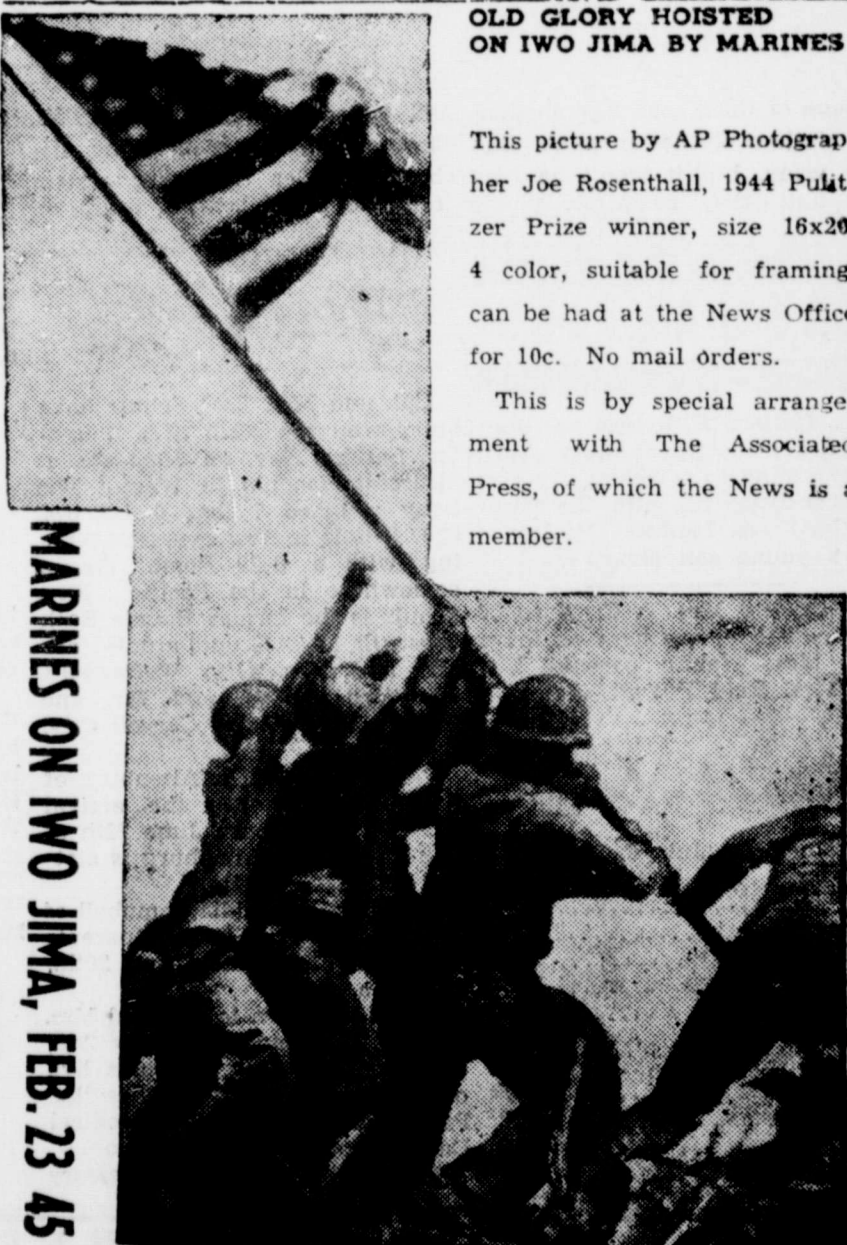 OLD GLORY HOISTED
ON IWO JIMA BY MARINES
This picture by AP Photograp
her Joe Rosenthall, 1944 Pulit
zer Prize winner, size 16x20
4 color, suitable for framing
can be had at the News Office
for 10c. No mail orders.
This is by special arrange
ment with The Associated
Press, of which the News is a
member.
MARINES ON IWO JIMA, FEB. 23 45